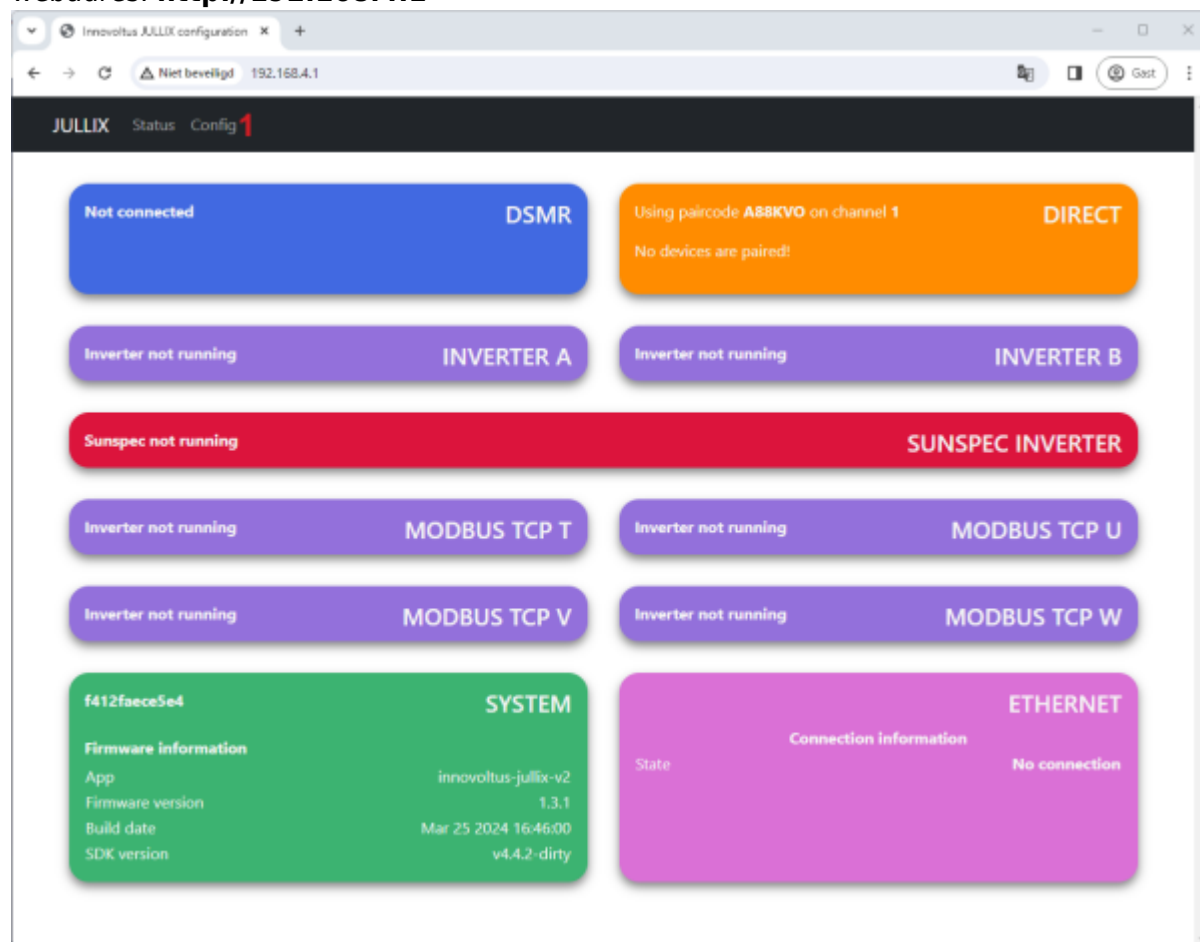 Innovoltus JULLIX configuration
Niet beveiligd 192.168.4.1 Gast
JULLIX Status Config 1
Not connected DSMR
Using paircode A88KVO on channel 1 DIRECT
No devices are paired!
Inverter not running INVERTER A
Inverter not running INVERTER B
Sunspec not running SUNSPEC INVERTER
Inverter not running MODBUS TCP T
Inverter not running MODBUS TCP U
Inverter not running MODBUS TCP V
Inverter not running MODBUS TCP W
f412faece5e4 SYSTEM
Firmware information
App innovoltus-jullix-v2
Firmware version 1.3.1
Build date Mar 25 2024 16:46:00
SDK version v4.4.2-dirty
ETHERNET
Connection information
State No connection